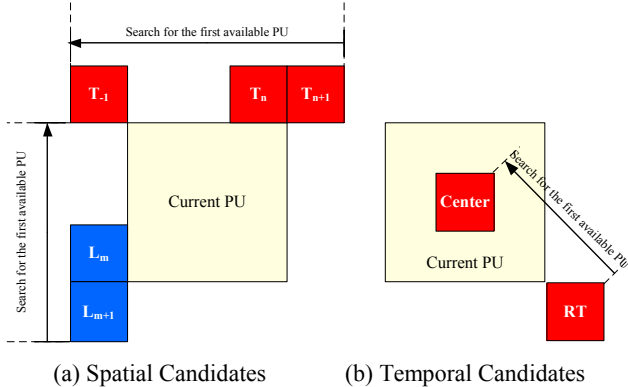 Search for the first available PU
T-1
Tn
Tn+1
Search for the first available PU
Current PU
Lm
Lm+1
Search for the first available PU
Center
Current PU
RT
(a) Spatial Candidates
(b) Temporal Candidates